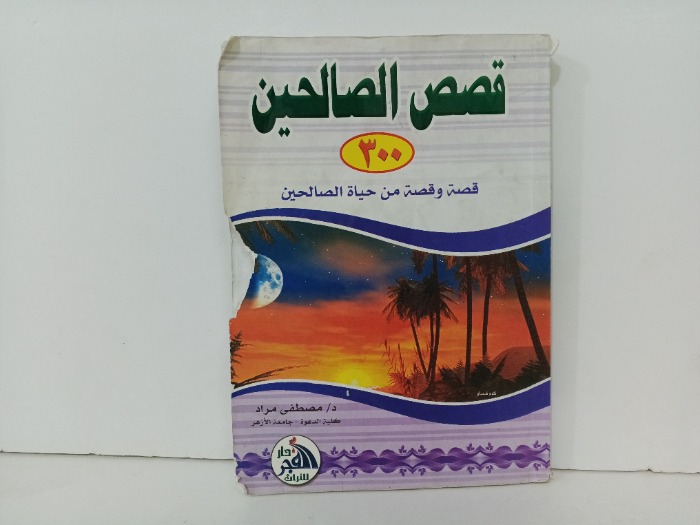 قصص الصالحين
٣٠٠
قصة وقصة من حياة الصالحين
د/ مصطفى مراد
كلية الدعوة - جامعة الأزهر
دار
الفجر
للتراث